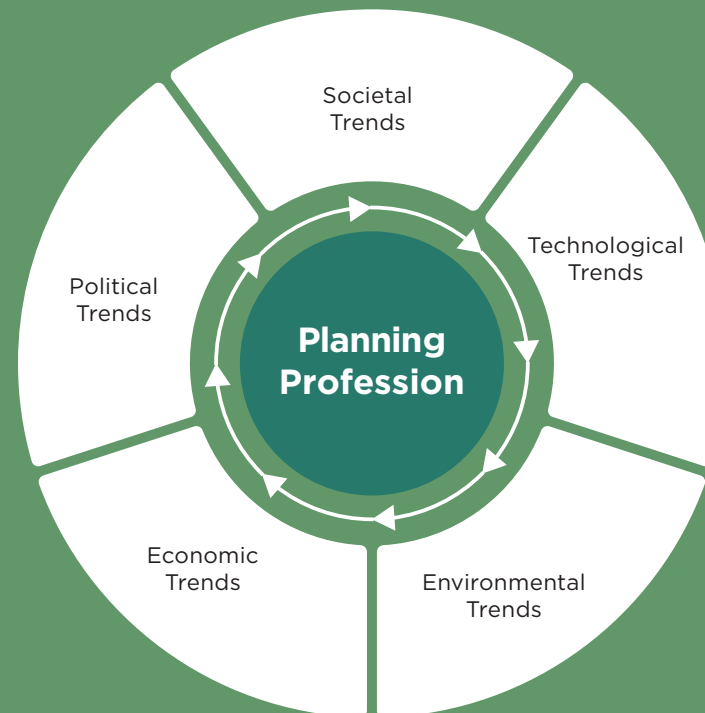 Societal
Trends
Technological
Trends
Political
Trends
Planning
Profession
Economic
Trends
Environmental
Trends